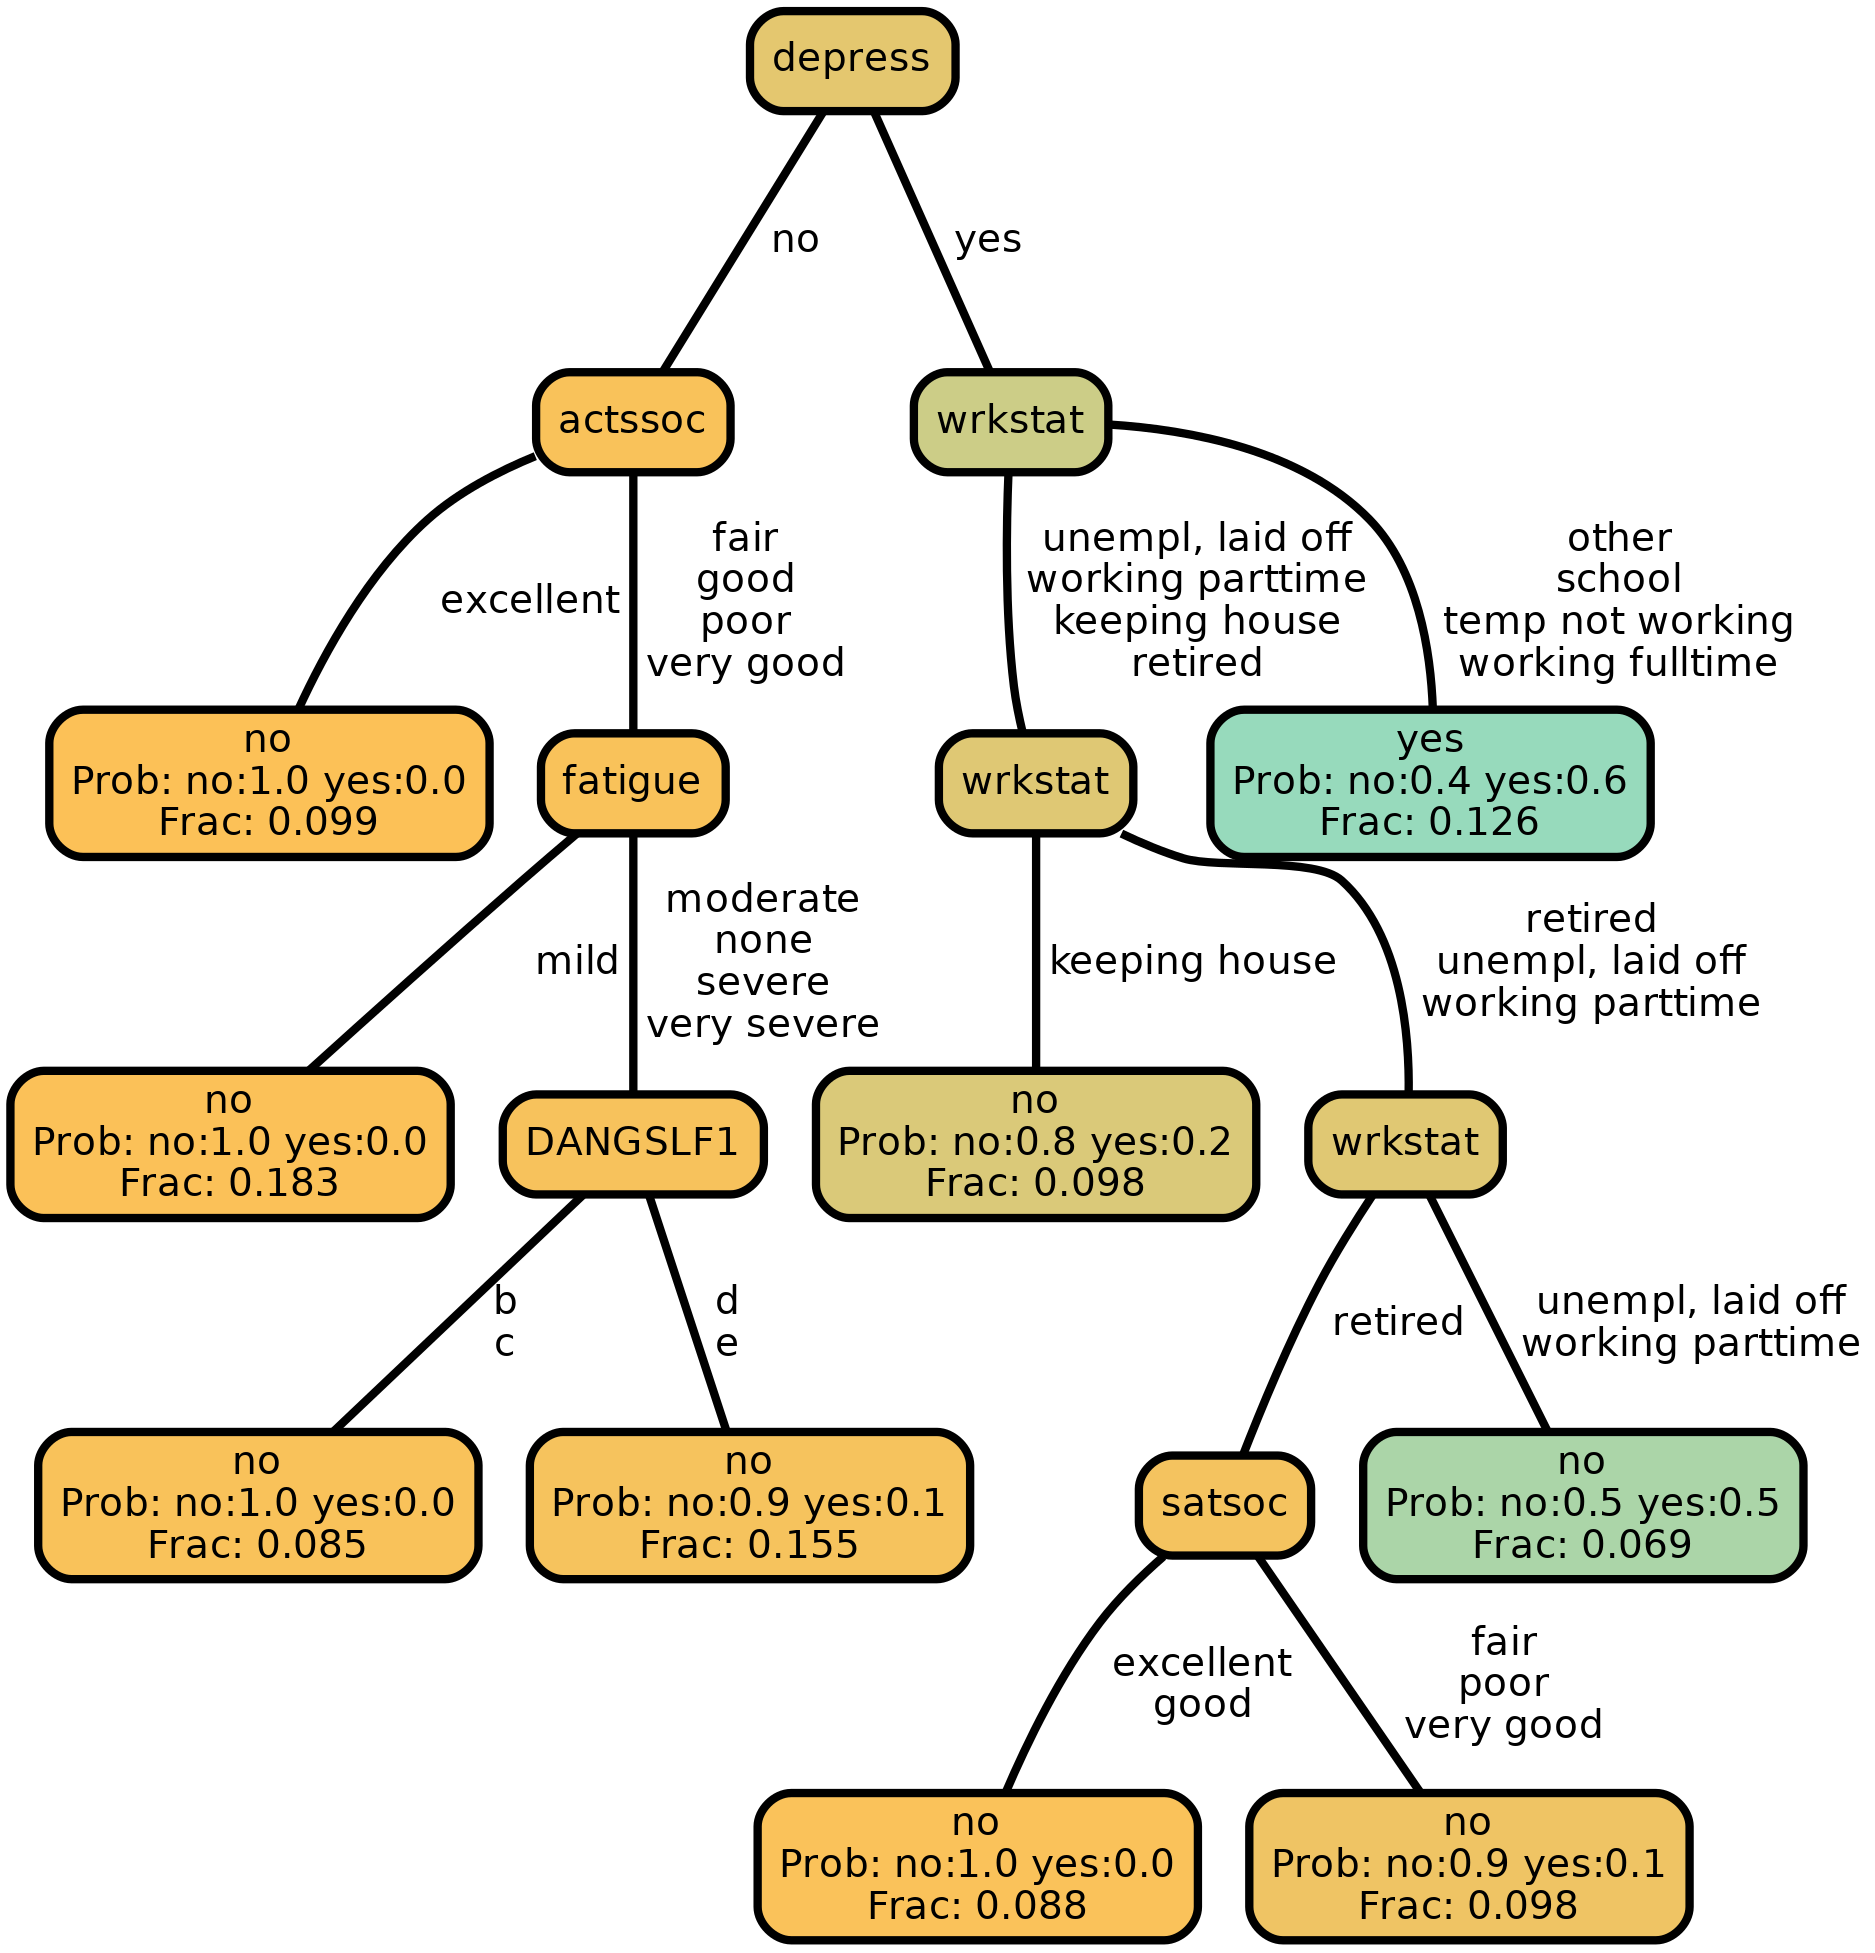 depress
no
yes
actssoc
wrkstat
excellent
fair
good
poor
very good
unempl, laid off
working parttime
keeping house
retired
other
school
temp not working
working fulltime
no
Prob: no:1.0 yes:0.0
Frac: 0.099
fatigue
wrkstat
yes
Prob: no:0.4 yes:0.6
Frac: 0.126
mild
moderate
none
severe
very severe
keeping house
retired
unempl, laid off
working parttime
no
Prob: no:1.0 yes:0.0
Frac: 0.183
DANGSLF1
no
Prob: no:0.8 yes:0.2
Frac: 0.098
wrkstat
b
c
d
e
retired
unempl, laid off
working parttime
no
Prob: no:1.0 yes:0.0
Frac: 0.085
no
Prob: no:0.9 yes:0.1
Frac: 0.155
satsoc
no
Prob: no:0.5 yes:0.5
Frac: 0.069
excellent
good
fair
poor
very good
no
Prob: no:1.0 yes:0.0
Frac: 0.088
no
Prob: no:0.9 yes:0.1
Frac: 0.098